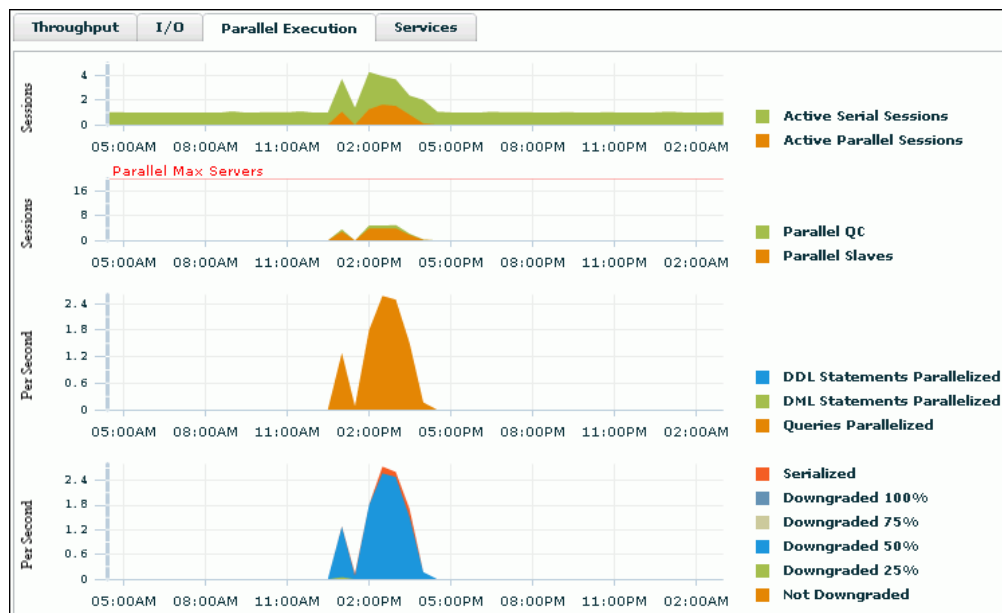 Throughput I/O Parallel Execution Services
Sessions
4
2
0
05:00AM 08:00AM 11:00AM 02:00PM 05:00PM 08:00PM 11:00PM 02:00AM
Active Serial Sessions
Active Parallel Sessions
Parallel Max Servers
Sessions
16
8
0
05:00AM 08:00AM 11:00AM 02:00PM 05:00PM 08:00PM 11:00PM 02:00AM
Parallel QC
Parallel Slaves
Per Second
2.4
1.8
1.2
0.6
0
05:00AM 08:00AM 11:00AM 02:00PM 05:00PM 08:00PM 11:00PM 02:00AM
DDL Statements Parallelized
DML Statements Parallelized
Queries Parallelized
Per Second
2.4
1.8
1.2
0.6
0
05:00AM 08:00AM 11:00AM 02:00PM 05:00PM 08:00PM 11:00PM 02:00AM
Serialized
Downgraded 100%
Downgraded 75%
Downgraded 50%
Downgraded 25%
Not Downgraded